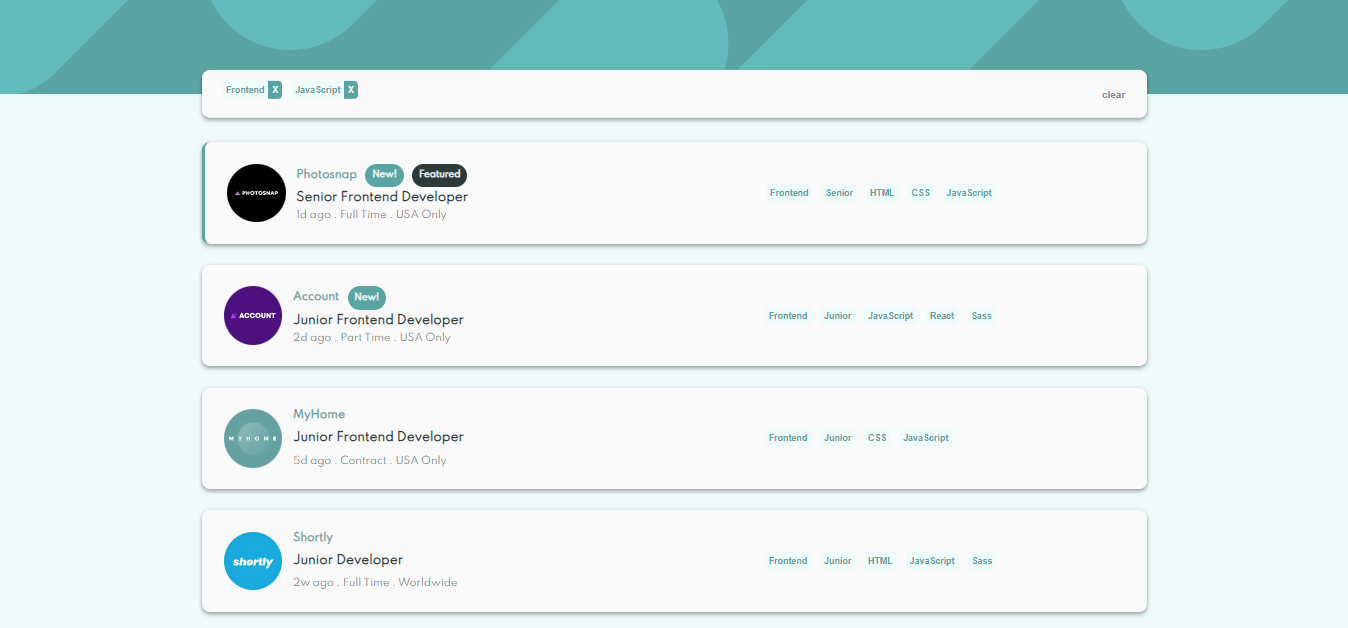 Frontend X JavaScript X clear
PHOTOSNAP
Photosnap New! Featured
Senior Frontend Developer
1d ago . Full Time . USA Only
Frontend Senior HTML CSS JavaScript
ACCOUNT
Account New!
Junior Frontend Developer
2d ago . Part Time . USA Only
Frontend Junior JavaScript React Sass
MYHOME
MyHome
Junior Frontend Developer
5d ago . Contract . USA Only
Frontend Junior CSS JavaScript
shortly
Shortly
Junior Developer
2w ago . Full Time . Worldwide
Frontend Junior HTML JavaScript Sass